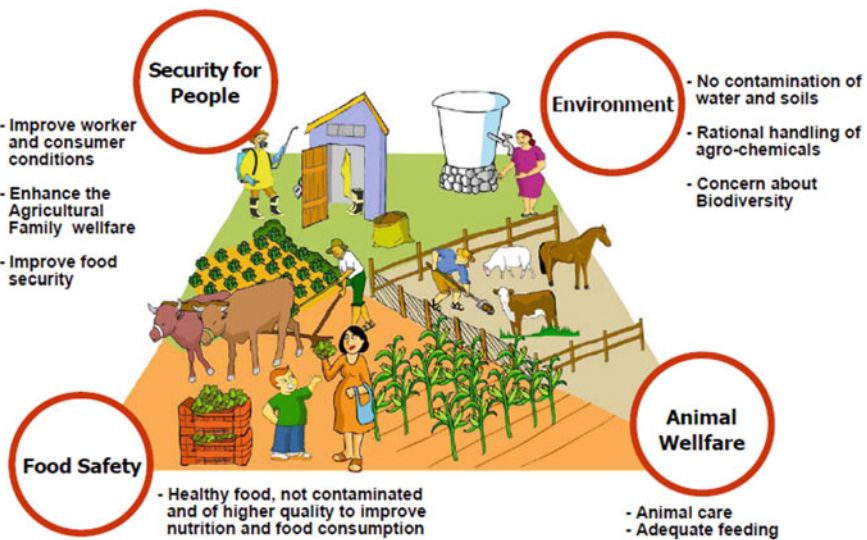 Security for
People
- Improve worker
and consumer
conditions
- Enhance the
Agricultural
Family wellfare
- Improve food
security
Environment
- No contamination of
water and soils
- Rational handling of
agro-chemicals
- Concern about
Biodiversity
Food Safety
- Healthy food, not contaminated
and of higher quality to improve
nutrition and food consumption
Animal
Wellfare
- Animal care
- Adequate feeding